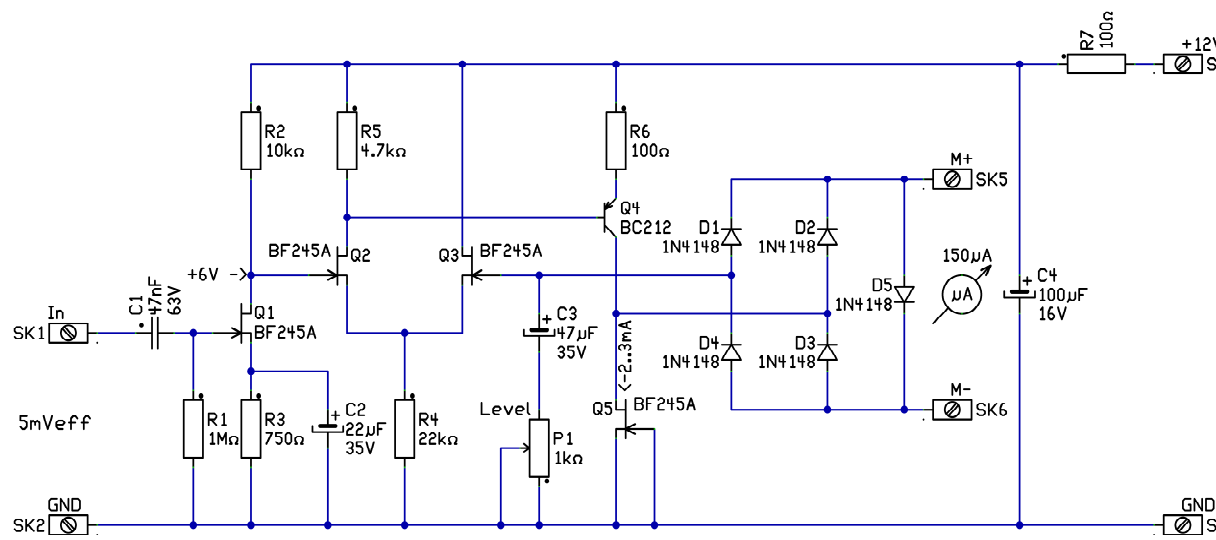 R7
100Ω
+12V
S
R2
10kΩ
R5
4.7kΩ
R6
100Ω
M+
SK5
Q4
BC212
D1
1N4148
D2
1N4148
BF245A
Q2
Q3
BF245A
+6V
150µA
µA
D5
1N4148
C4
100µF
16V
C1
47nF
63V
In
SK1
Q1
BF245A
C3
47µF
35V
D4
1N4148
D3
1N4148
-2..3mA
Q5
BF245A
M-
SK6
5mVeff
R1
1MΩ
R3
750Ω
C2
22µF
35V
R4
22kΩ
Level
P1
1kΩ
GND
SK2
GND
S